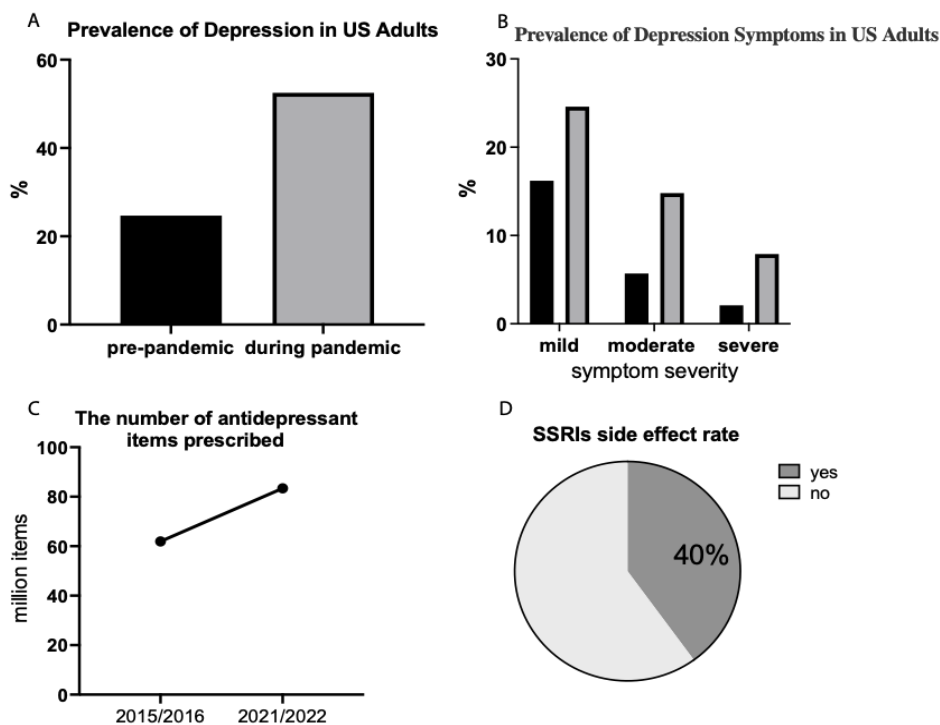 A
Prevalence of Depression in US Adults
60
40
20
0
%
pre-pandemic during pandemic
B
Prevalence of Depression Symptoms in US Adults
30
20
10
0
%
mild moderate severe
symptom severity
C
The number of antidepressant
items prescribed
100
80
60
40
20
0
million items
2015/2016 2021/2022
D
SSRIs side effect rate
40%
yes
no